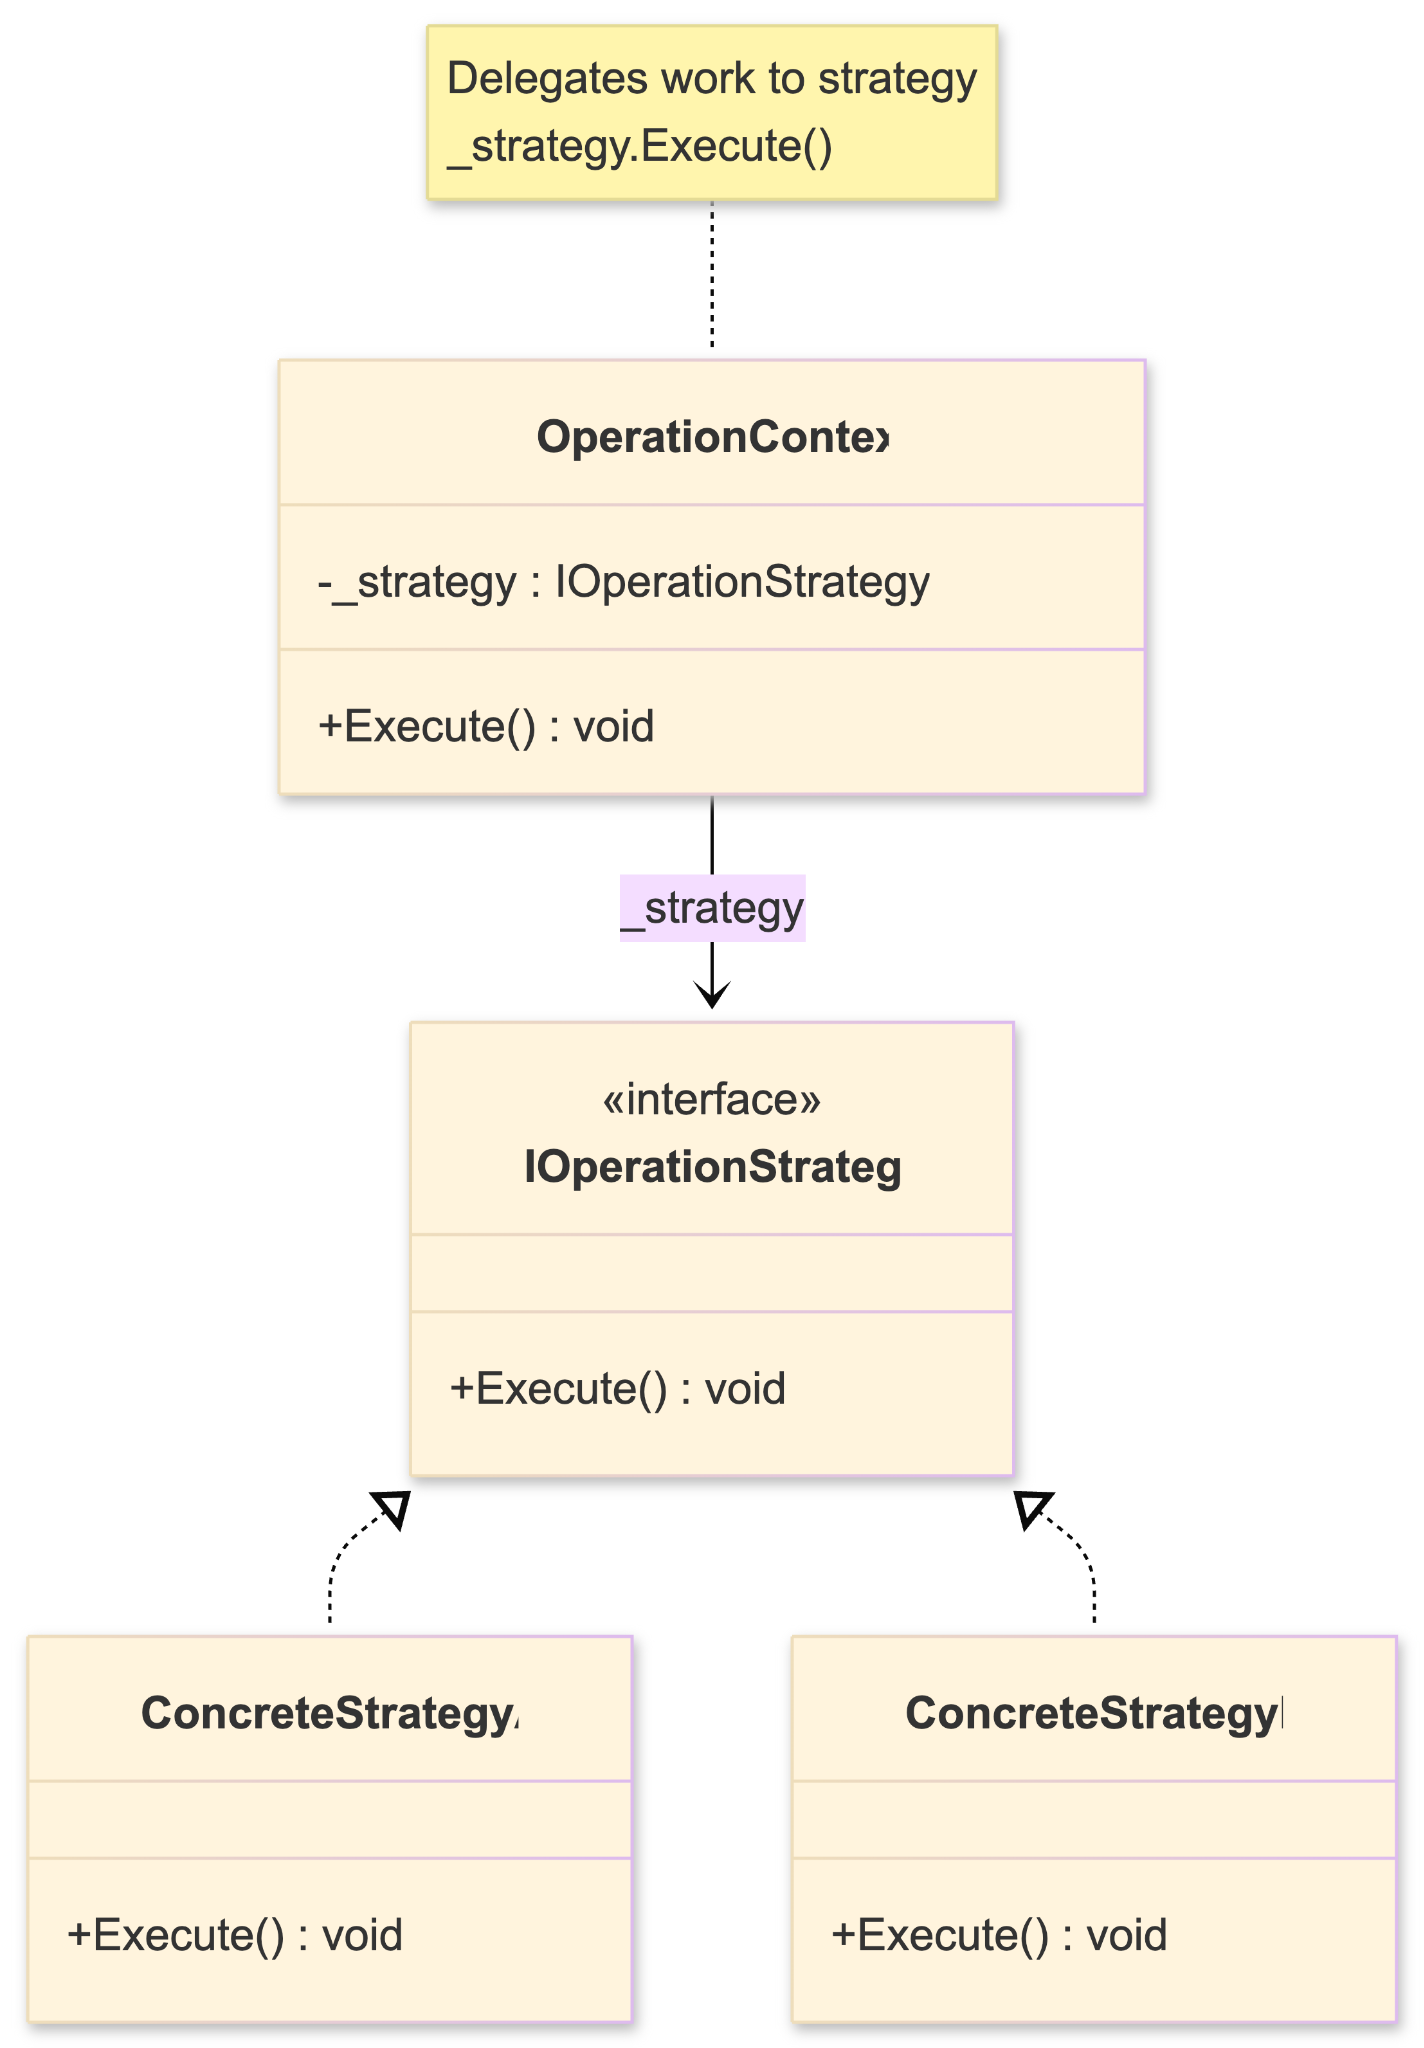 Delegates work to strategy
_strategy.Execute()
OperationContex
-_strategy : IOperationStrategy
+Execute() : void
_strategy
«interface»
IOperationStrateg
+Execute() : void
ConcreteStrategy
+Execute() : void
ConcreteStrategy
+Execute() : void